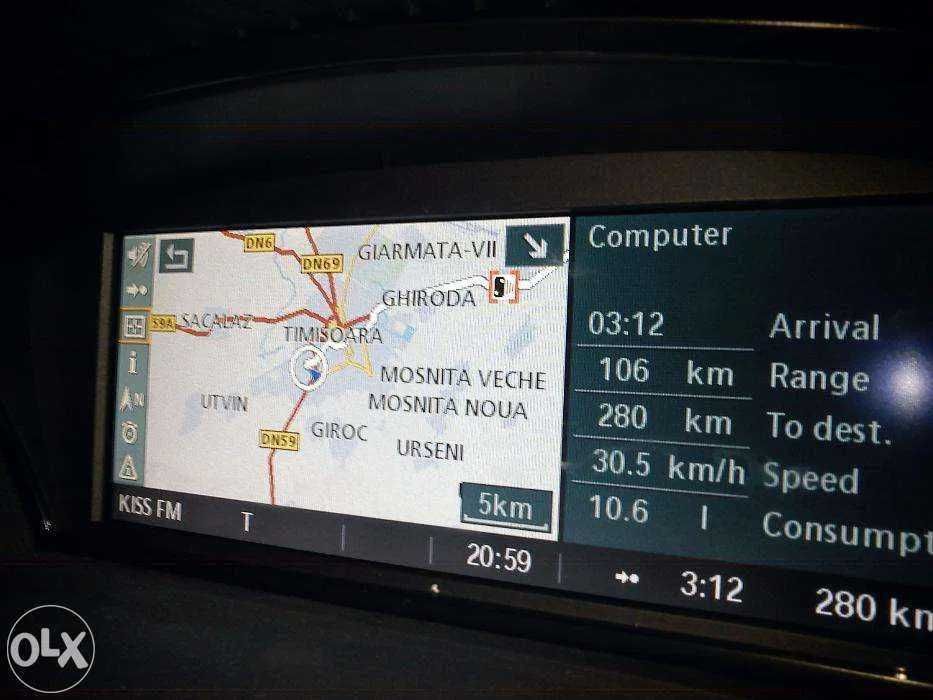 DN6
DN69
GIARMATA-VII
GHIRODA
59A
SACALAZ
TIMISOARA
MOSNITA VECHE
UTVIN
MOSNITA NOUA
DN59
GIROC
URSENI
i
N
5km
Computer
03:12 Arrival
106 km Range
280 km To dest.
30.5 km/h Speed
10.6 l Consumpt
KISS FM T 20:59 3:12 280 km
OLX